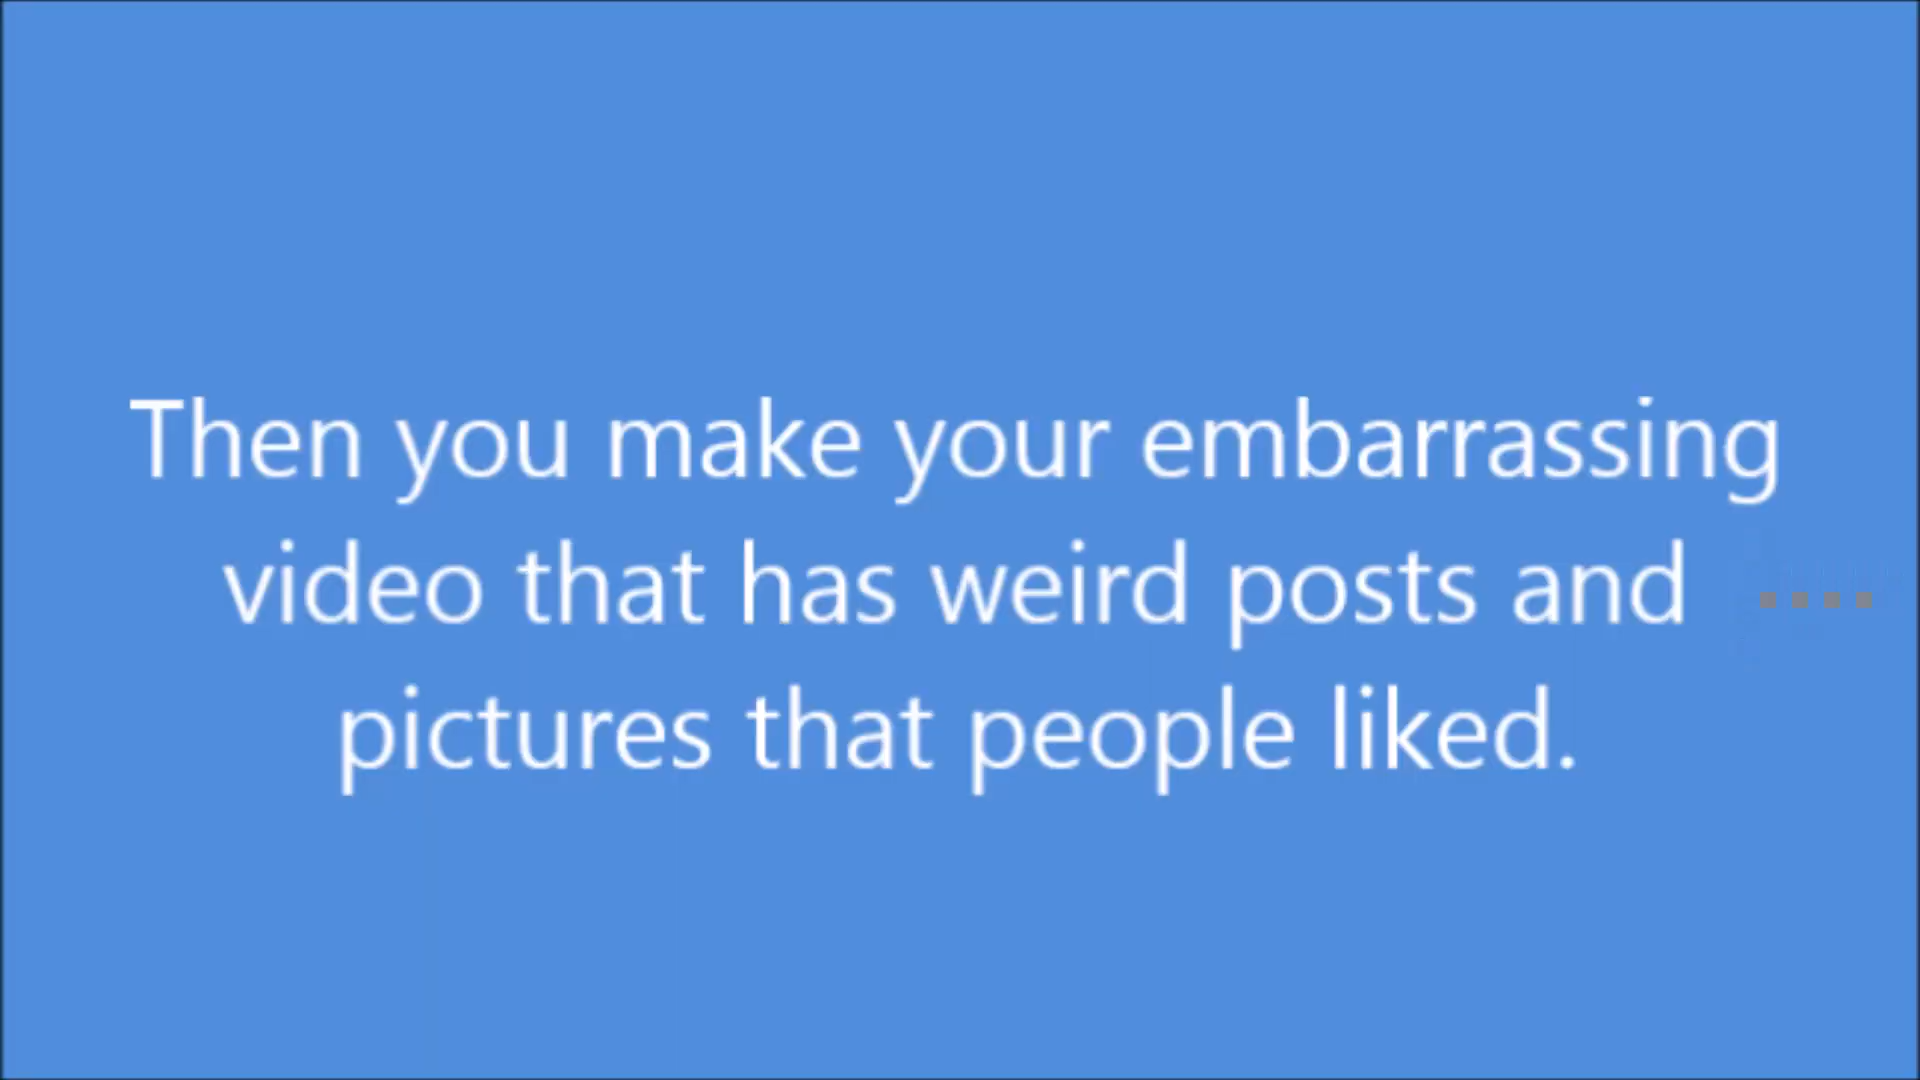 Then you make your embarrassing
video that has weird posts and
pictures that people liked.